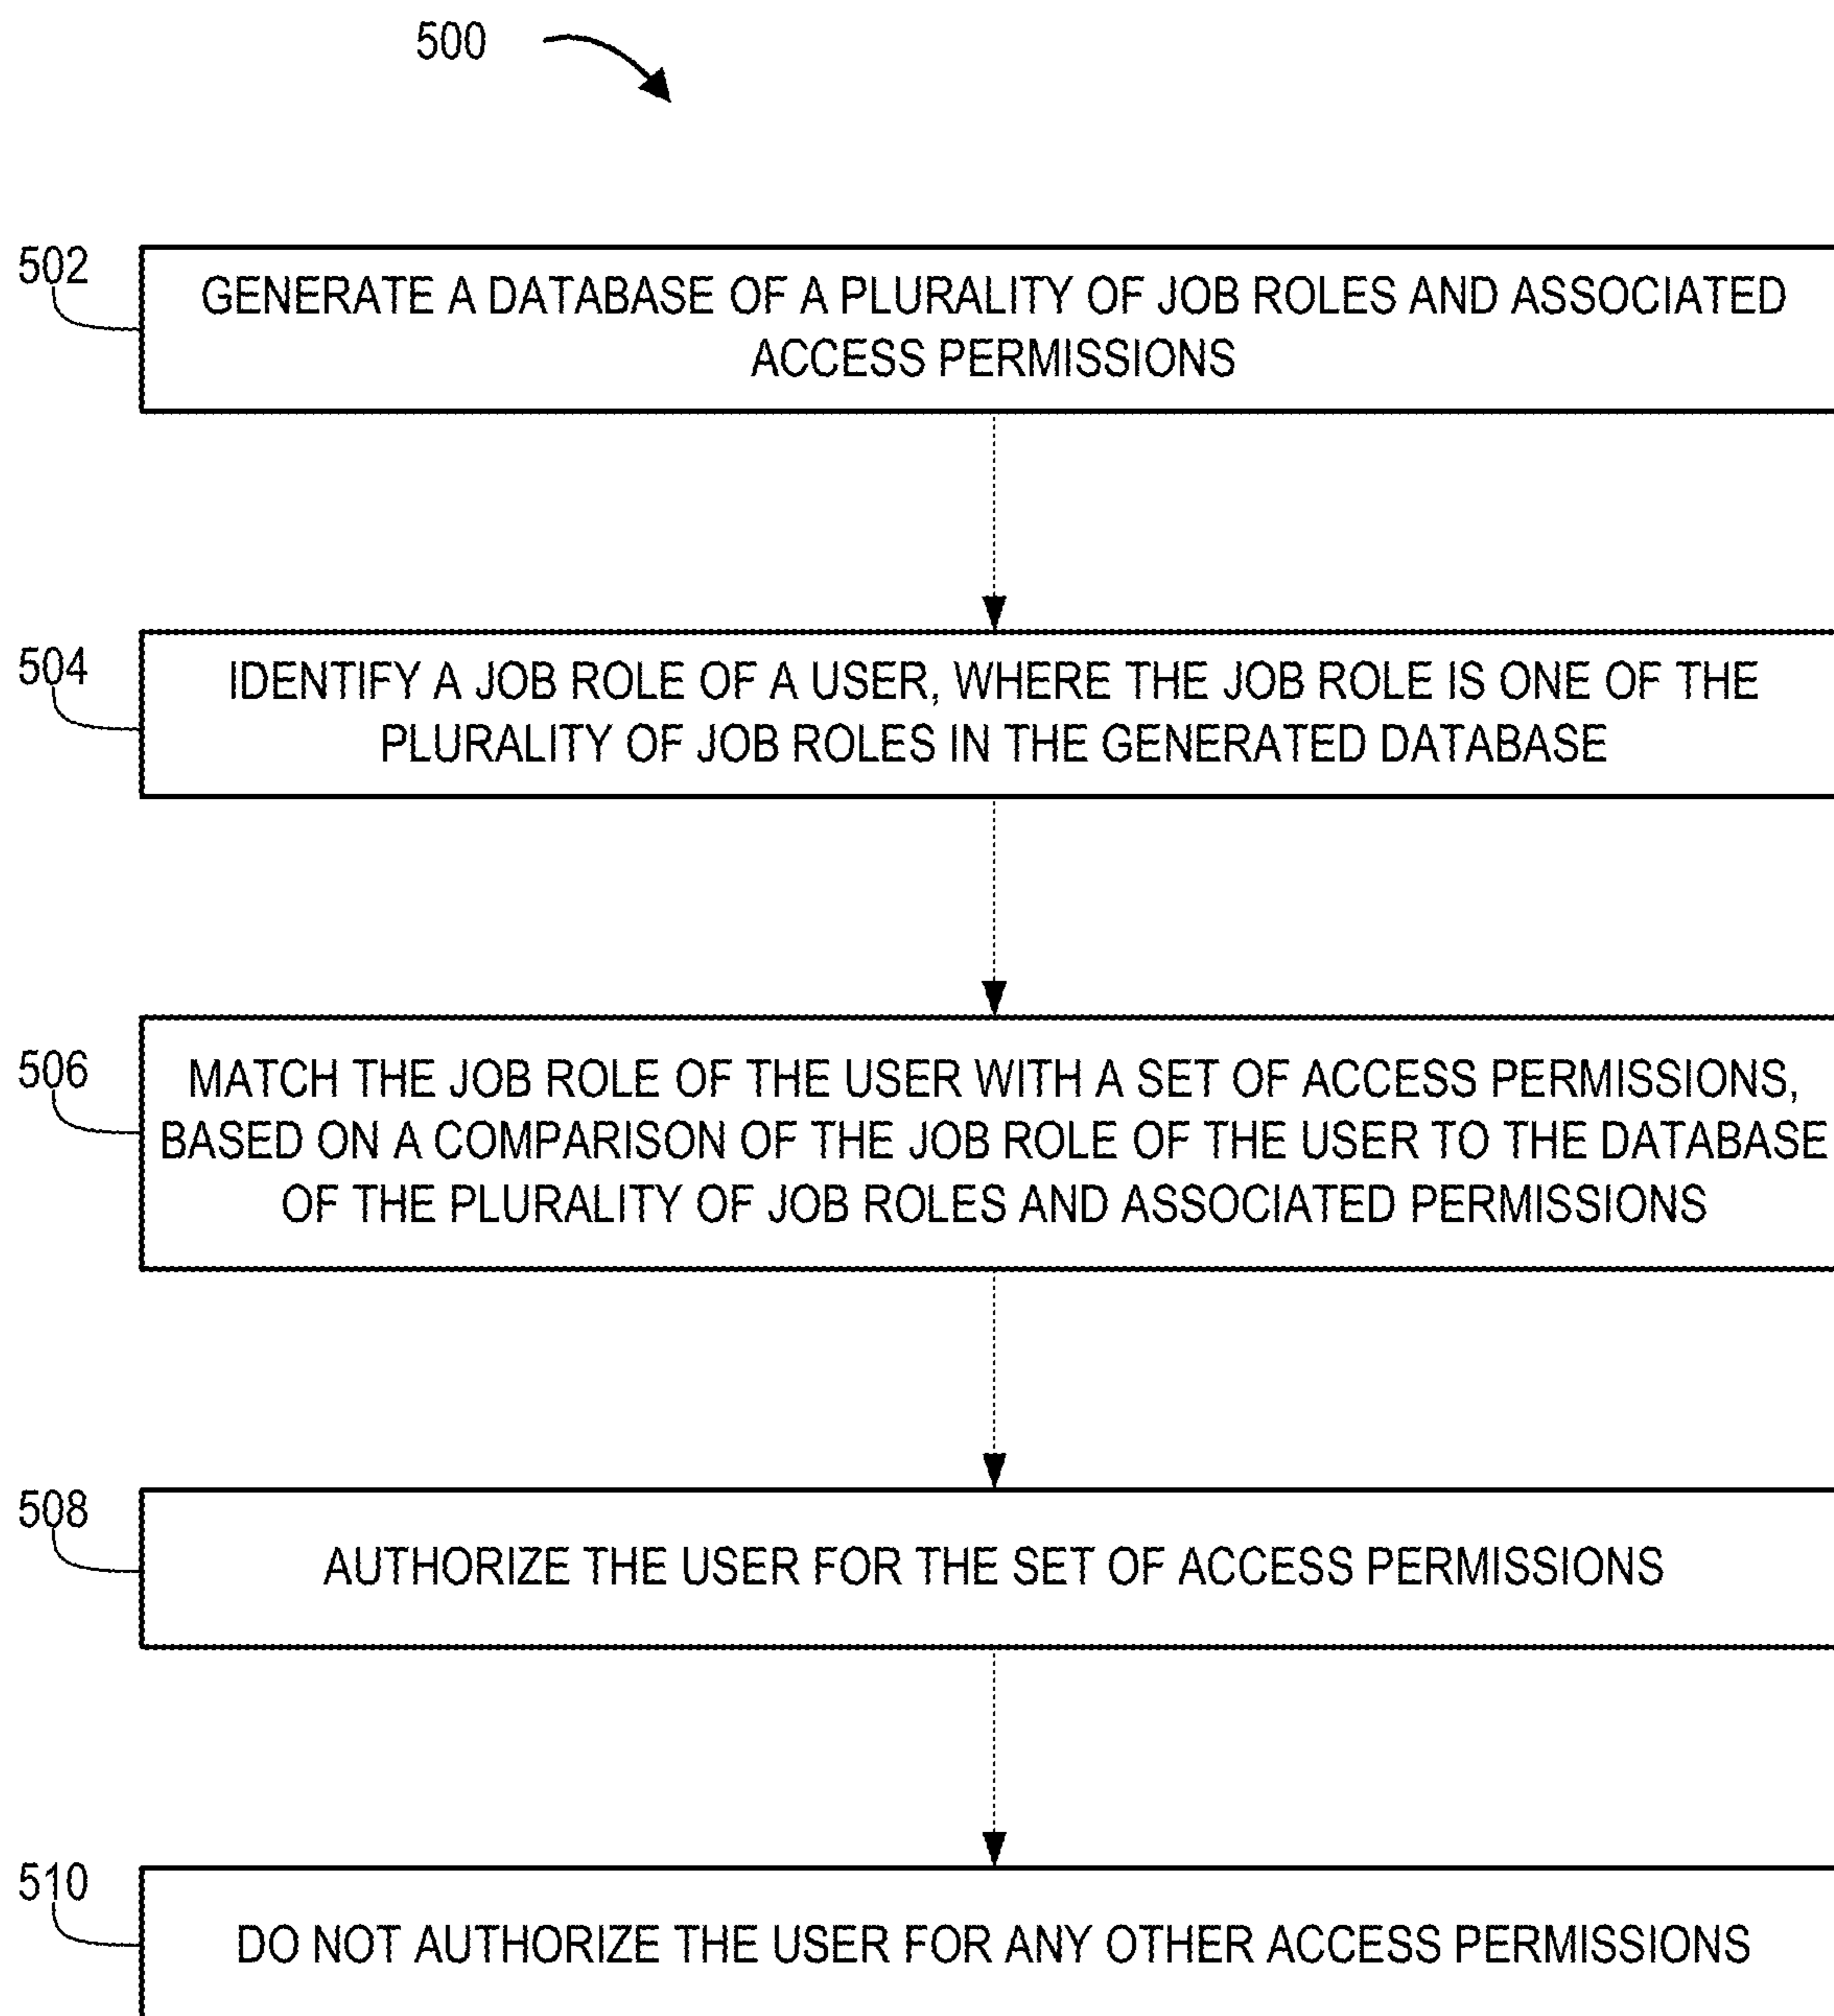 500
502
GENERATE A DATABASE OF A PLURALITY OF JOB ROLES AND ASSOCIATED
ACCESS PERMISSIONS
504
IDENTIFY A JOB ROLE OF A USER, WHERE THE JOB ROLE IS ONE OF THE
PLURALITY OF JOB ROLES IN THE GENERATED DATABASE
506
MATCH THE JOB ROLE OF THE USER WITH A SET OF ACCESS PERMISSIONS,
BASED ON A COMPARISON OF THE JOB ROLE OF THE USER TO THE DATABASE
OF THE PLURALITY OF JOB ROLES AND ASSOCIATED PERMISSIONS
508
AUTHORIZE THE USER FOR THE SET OF ACCESS PERMISSIONS
510
DO NOT AUTHORIZE THE USER FOR ANY OTHER ACCESS PERMISSIONS